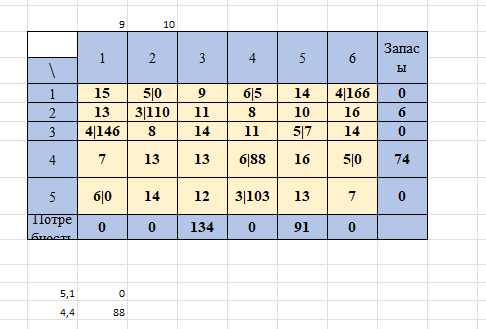 9 10
Запас
1 2 3 4 5 6 ы
\
1 15 5|0 9 6|5 14 4|166 0
2 13 3|110 11 8 10 16 6
3 4|146 8 14 11 5|7 14 0
4 7 13 13 6|88 16 5|0 74
5 6|0 14 12 3|103 13 7 0
Потре
бность 0 0 134 0 91 0
5,1 0
4,4 88